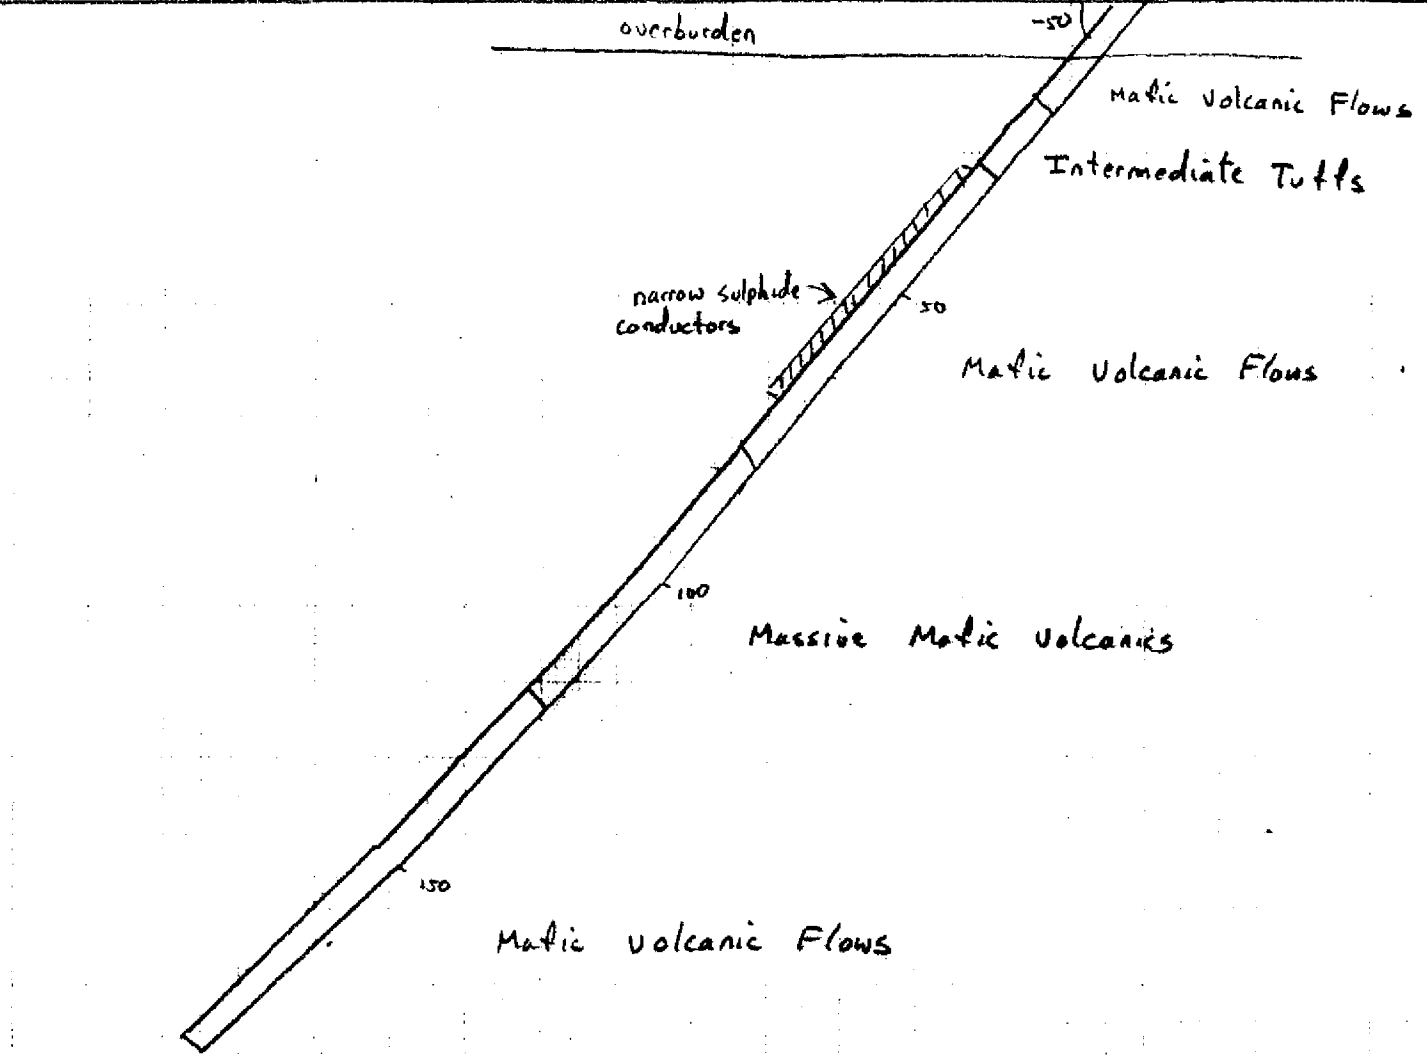 overburden
-50
Mafic Volcanic Flows
Intermediate Tuffs
narrow sulphide
conductors
50
Mafic Volcanic Flows
100
Massive Mafic Volcanics
150
Mafic Volcanic Flows